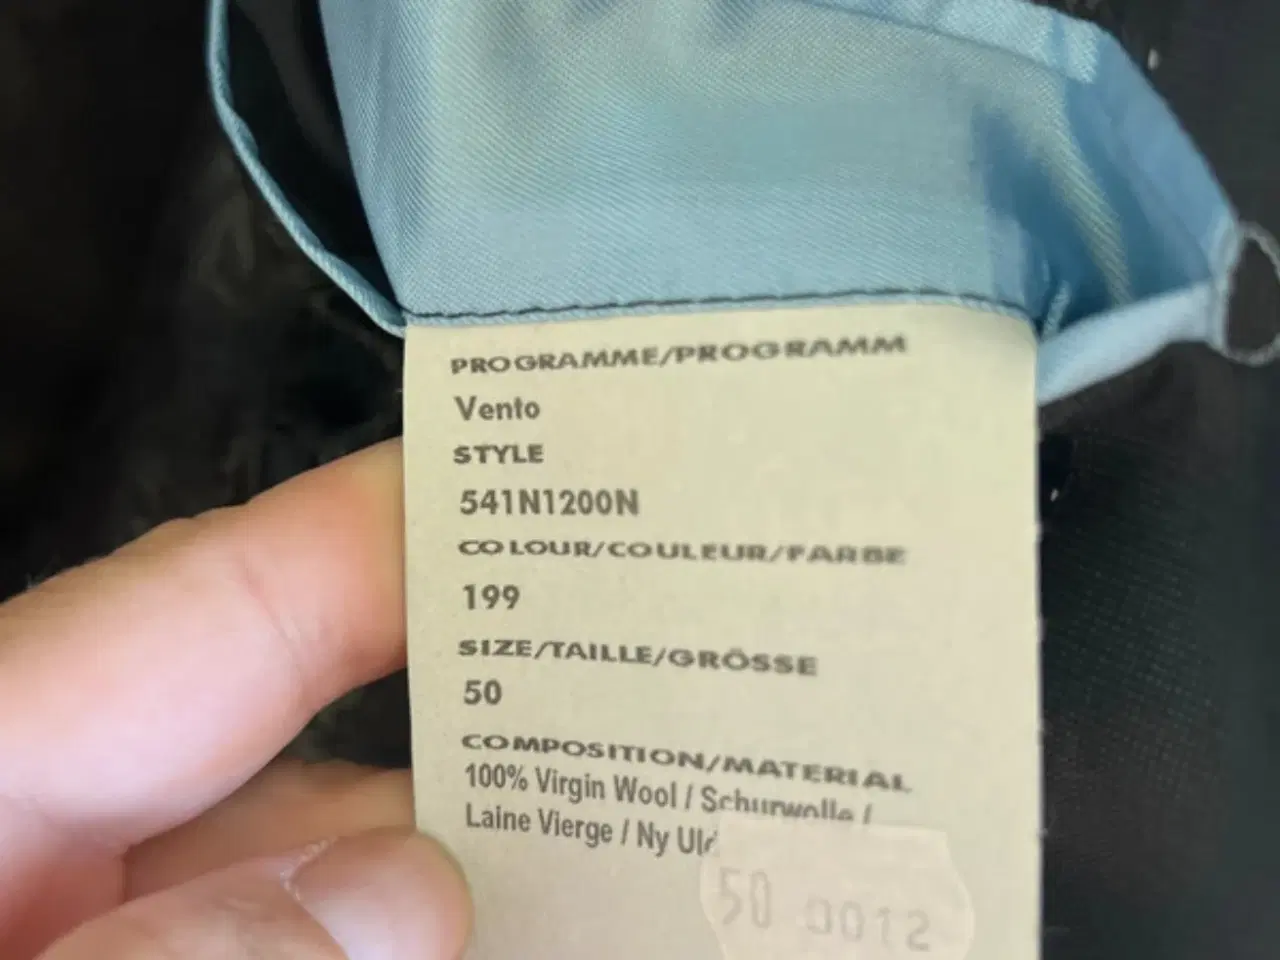 PROGRAMME/PROGRAMM
Vento
STYLE
541N1200N
COLOUR/COULEUR/FARBE
199
SIZE/TAILLE/GRÖSSE
50
COMPOSITION/MATERIAL
100% Virgin Wool / Schurwolle /
Laine Vierge / Ny
50 0012